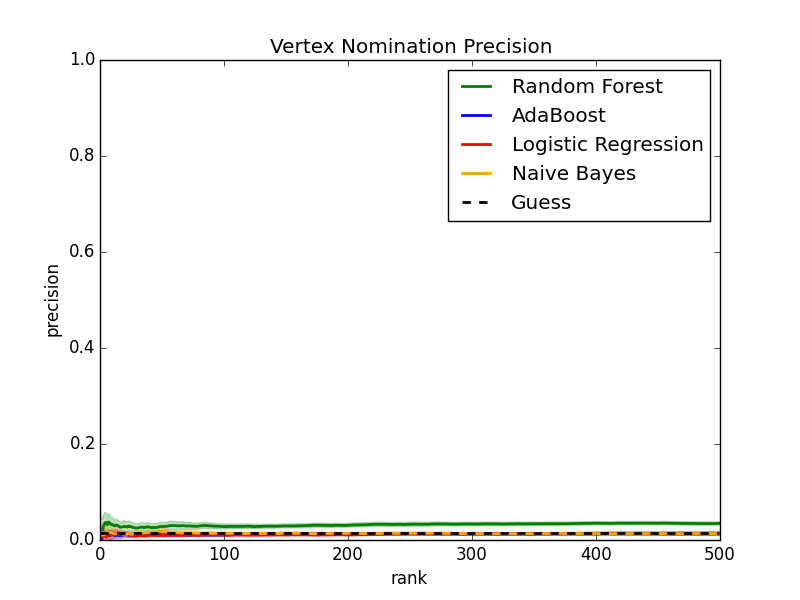 Vertex Nomination Precision
1.0
0.8
0.6
0.4
0.2
0.0
precision
Random Forest
AdaBoost
Logistic Regression
Naive Bayes
Guess
0 100 200 300 400 500
rank